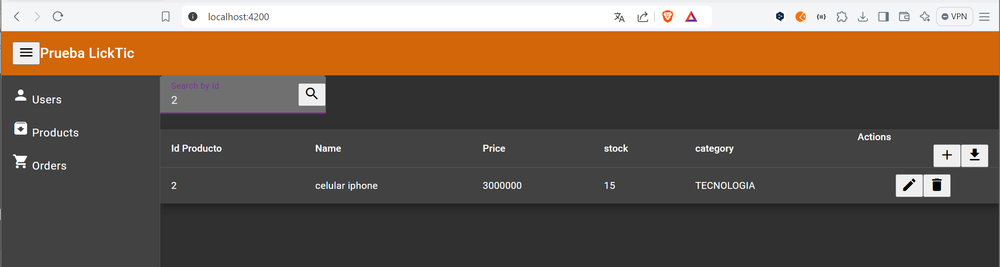 localhost:4200
VPN
Prueba LickTic
Users
Products
Orders
Search by Id
2
Id Producto Name Price stock category Actions
2 celular iphone 3000000 15 TECNOLOGIA